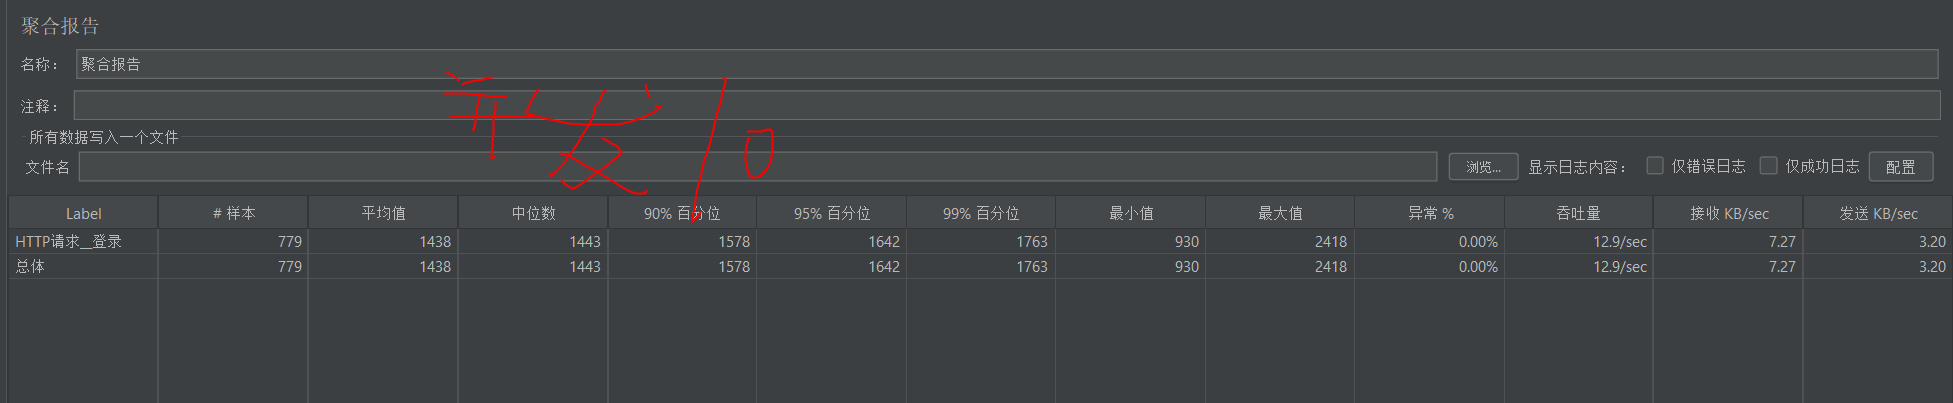 聚合报告
名称： 聚合报告
注释：
并发10
所有数据写入一个文件
文件名 浏览... 显示日志内容： 仅错误日志 仅成功日志 配置
Label # 样本 平均值 中位数 90% 百分位 95% 百分位 99% 百分位 最小值 最大值 异常 % 吞吐量 接收 KB/sec 发送 KB/sec
HTTP请求__登录 779 1438 1443 1578 1642 1763 930 2418 0.00% 12.9/sec 7.27 3.20
总体 779 1438 1443 1578 1642 1763 930 2418 0.00% 12.9/sec 7.27 3.20